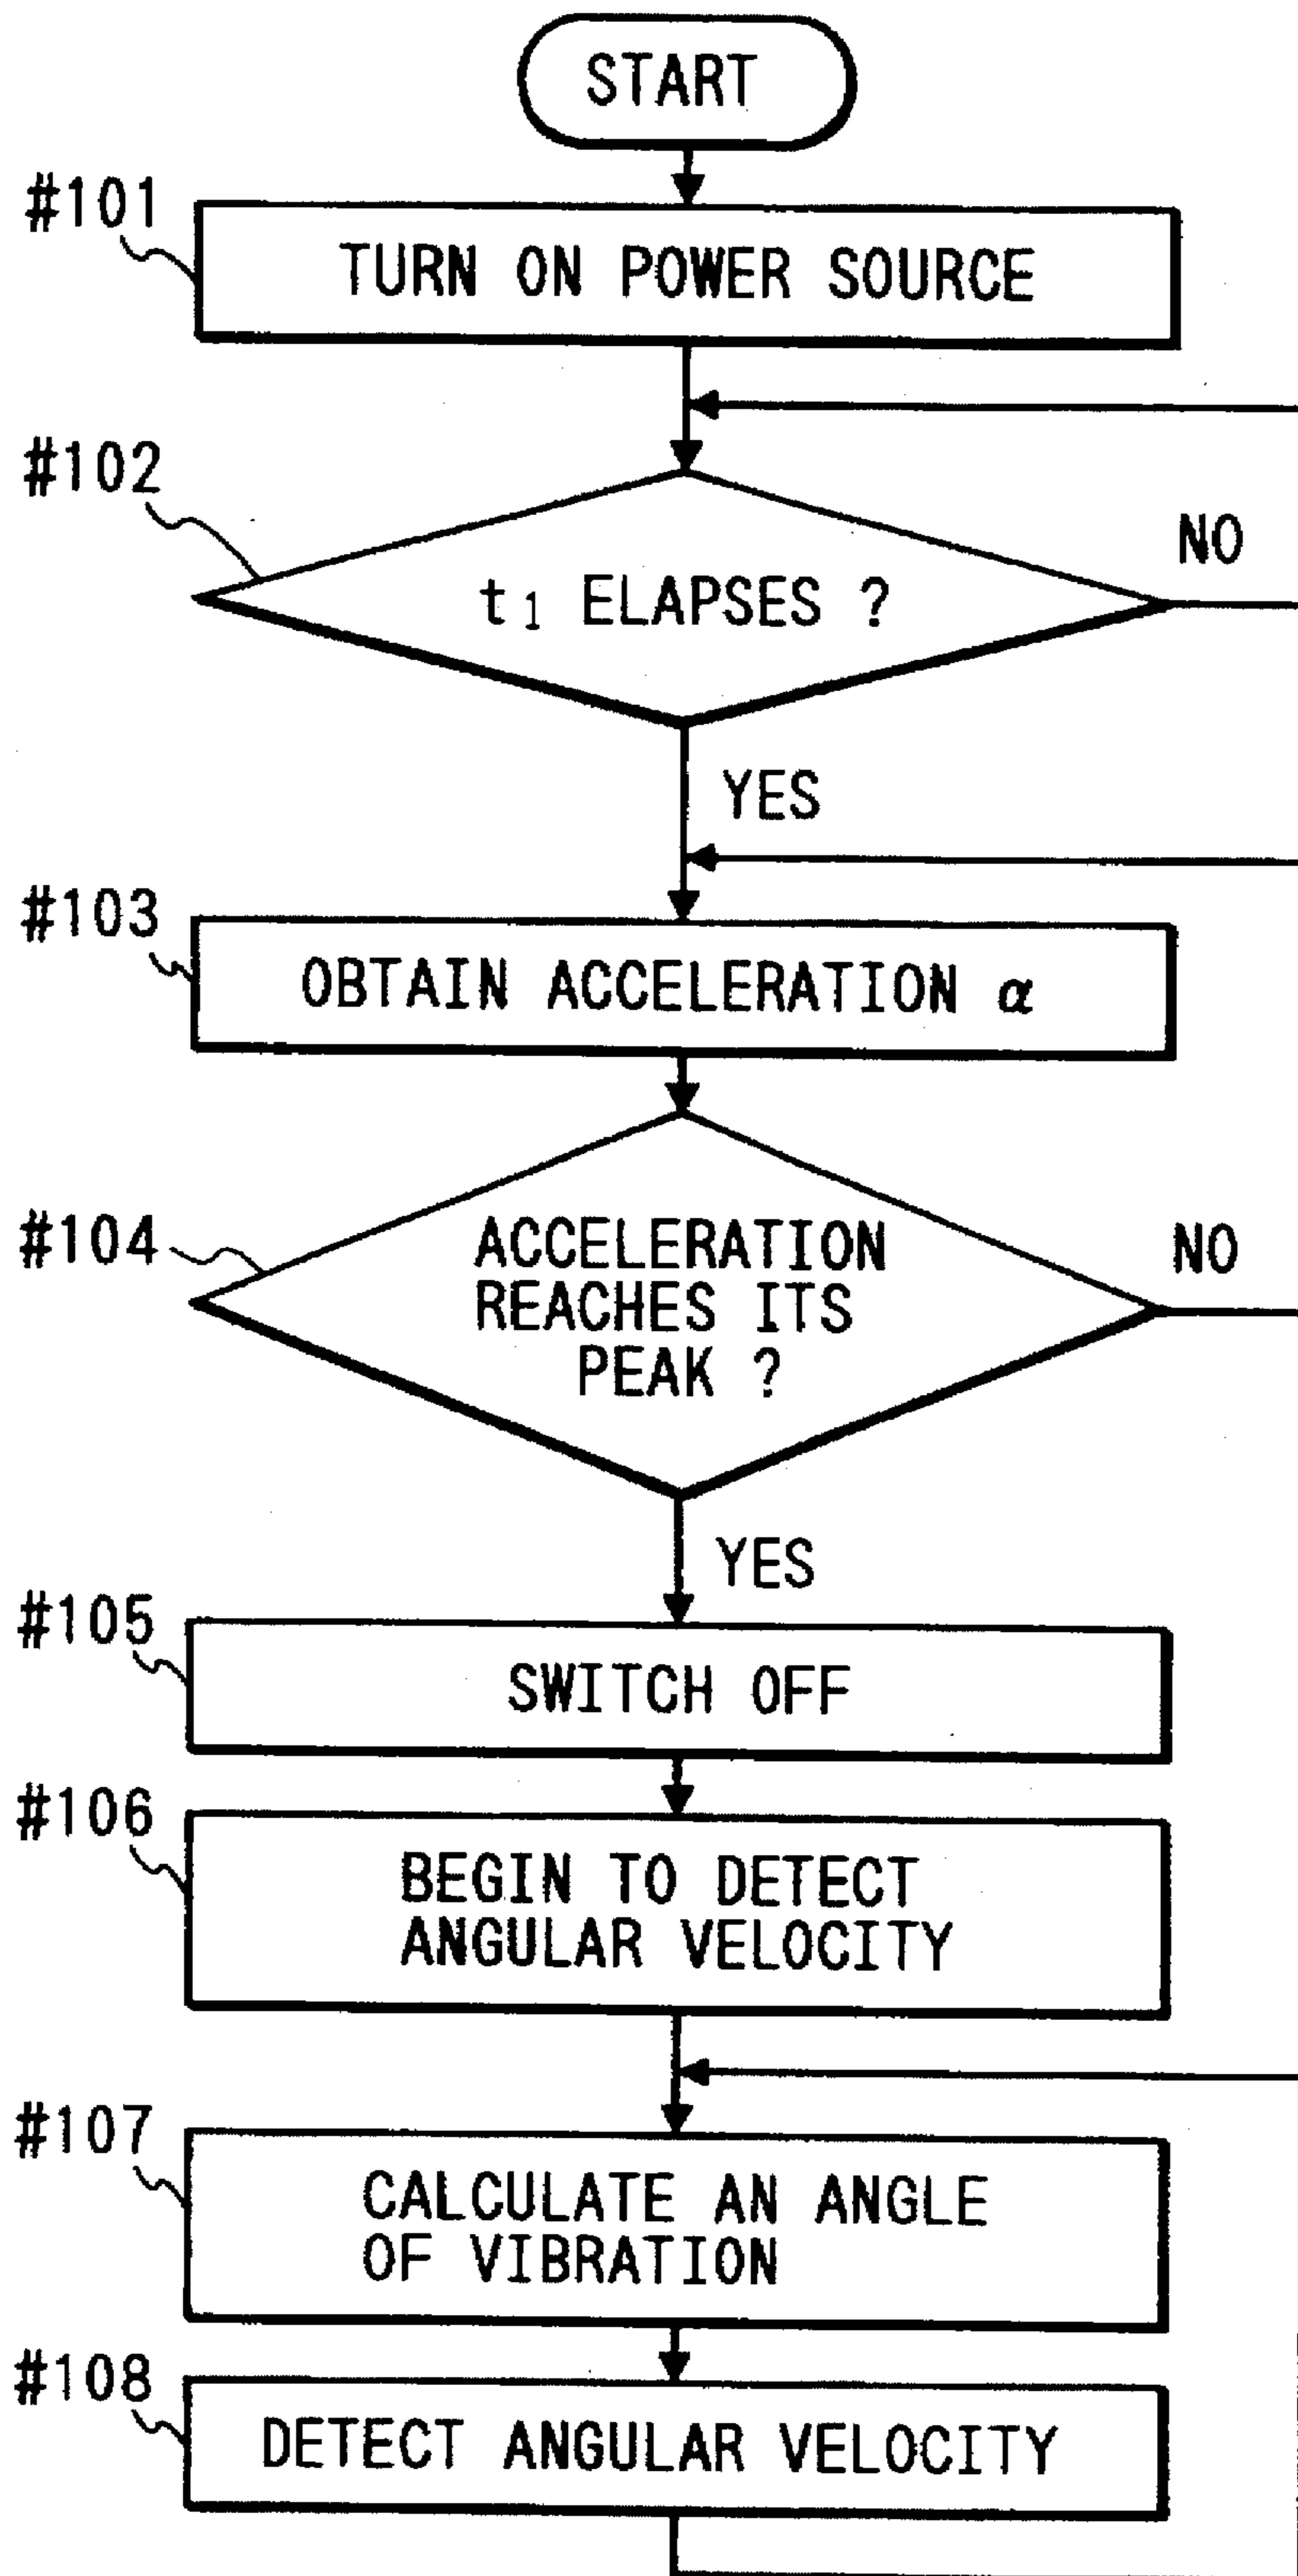 START
#101
TURN ON POWER SOURCE
#102
t1 ELAPSES ?
NO
YES
#103
OBTAIN ACCELERATION α
#104
ACCELERATION
REACHES ITS
PEAK ?
NO
YES
#105
SWITCH OFF
#106
BEGIN TO DETECT
ANGULAR VELOCITY
#107
CALCULATE AN ANGLE
OF VIBRATION
#108
DETECT ANGULAR VELOCITY